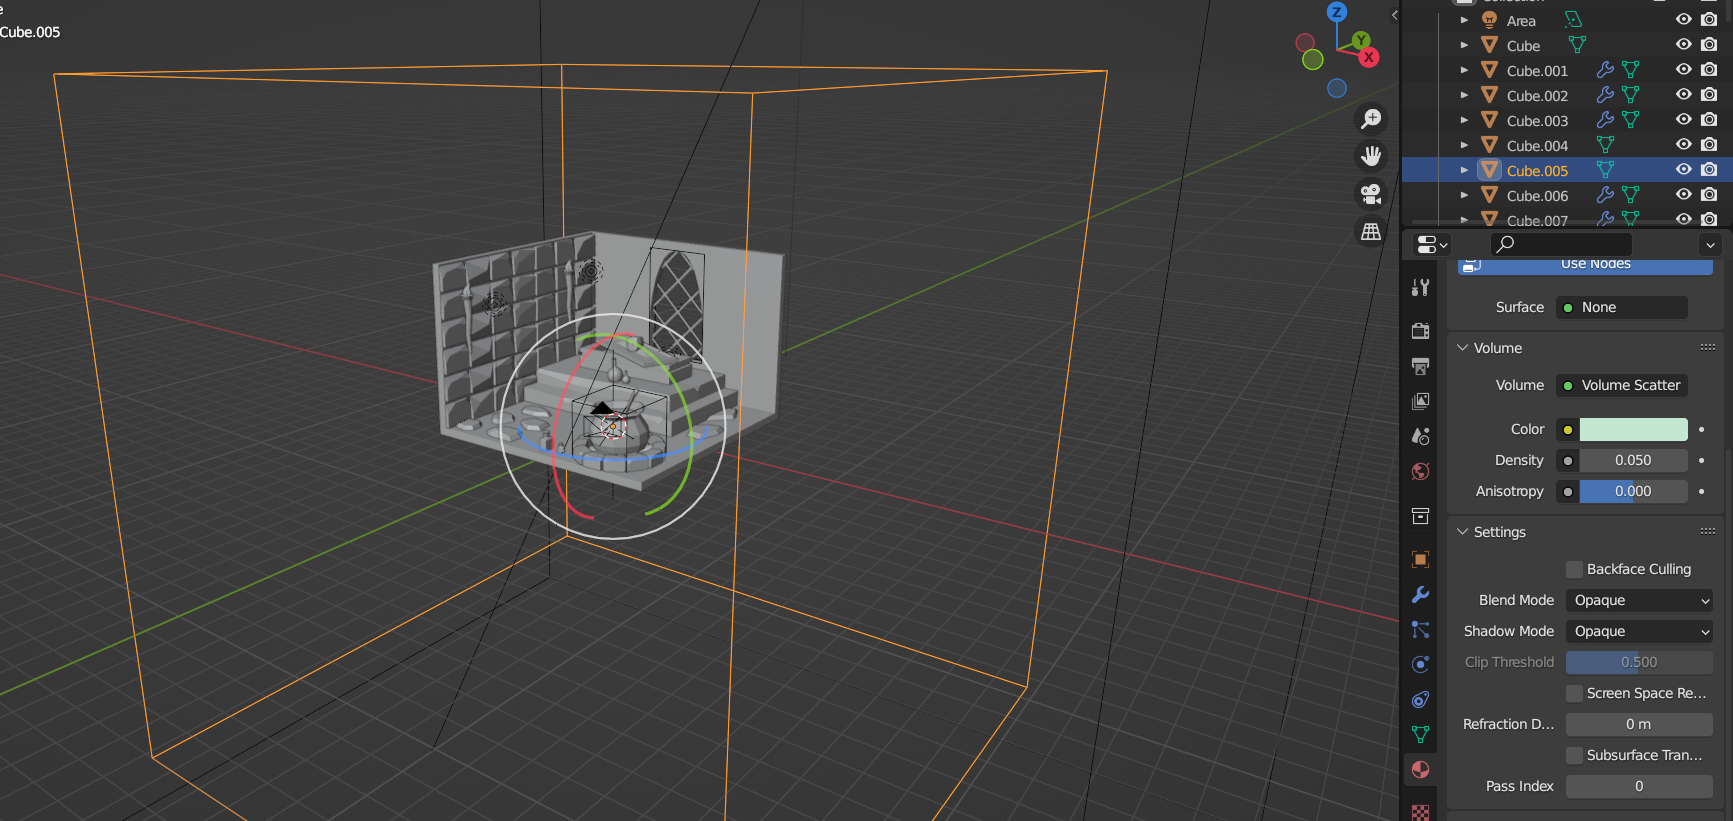 e
Cube.005
Z
Y
X
Collection
Area
Cube
Cube.001
Cube.002
Cube.003
Cube.004
Cube.005
Cube.006
Cube.007
Use Nodes
Surface None
Volume
Volume Volume Scatter
Color
Density 0.050
Anisotropy 0.000
Settings
Backface Culling
Blend Mode Opaque
Shadow Mode Opaque
Clip Threshold 0.500
Screen Space Re...
Refraction D... 0 m
Subsurface Tran...
Pass Index 0